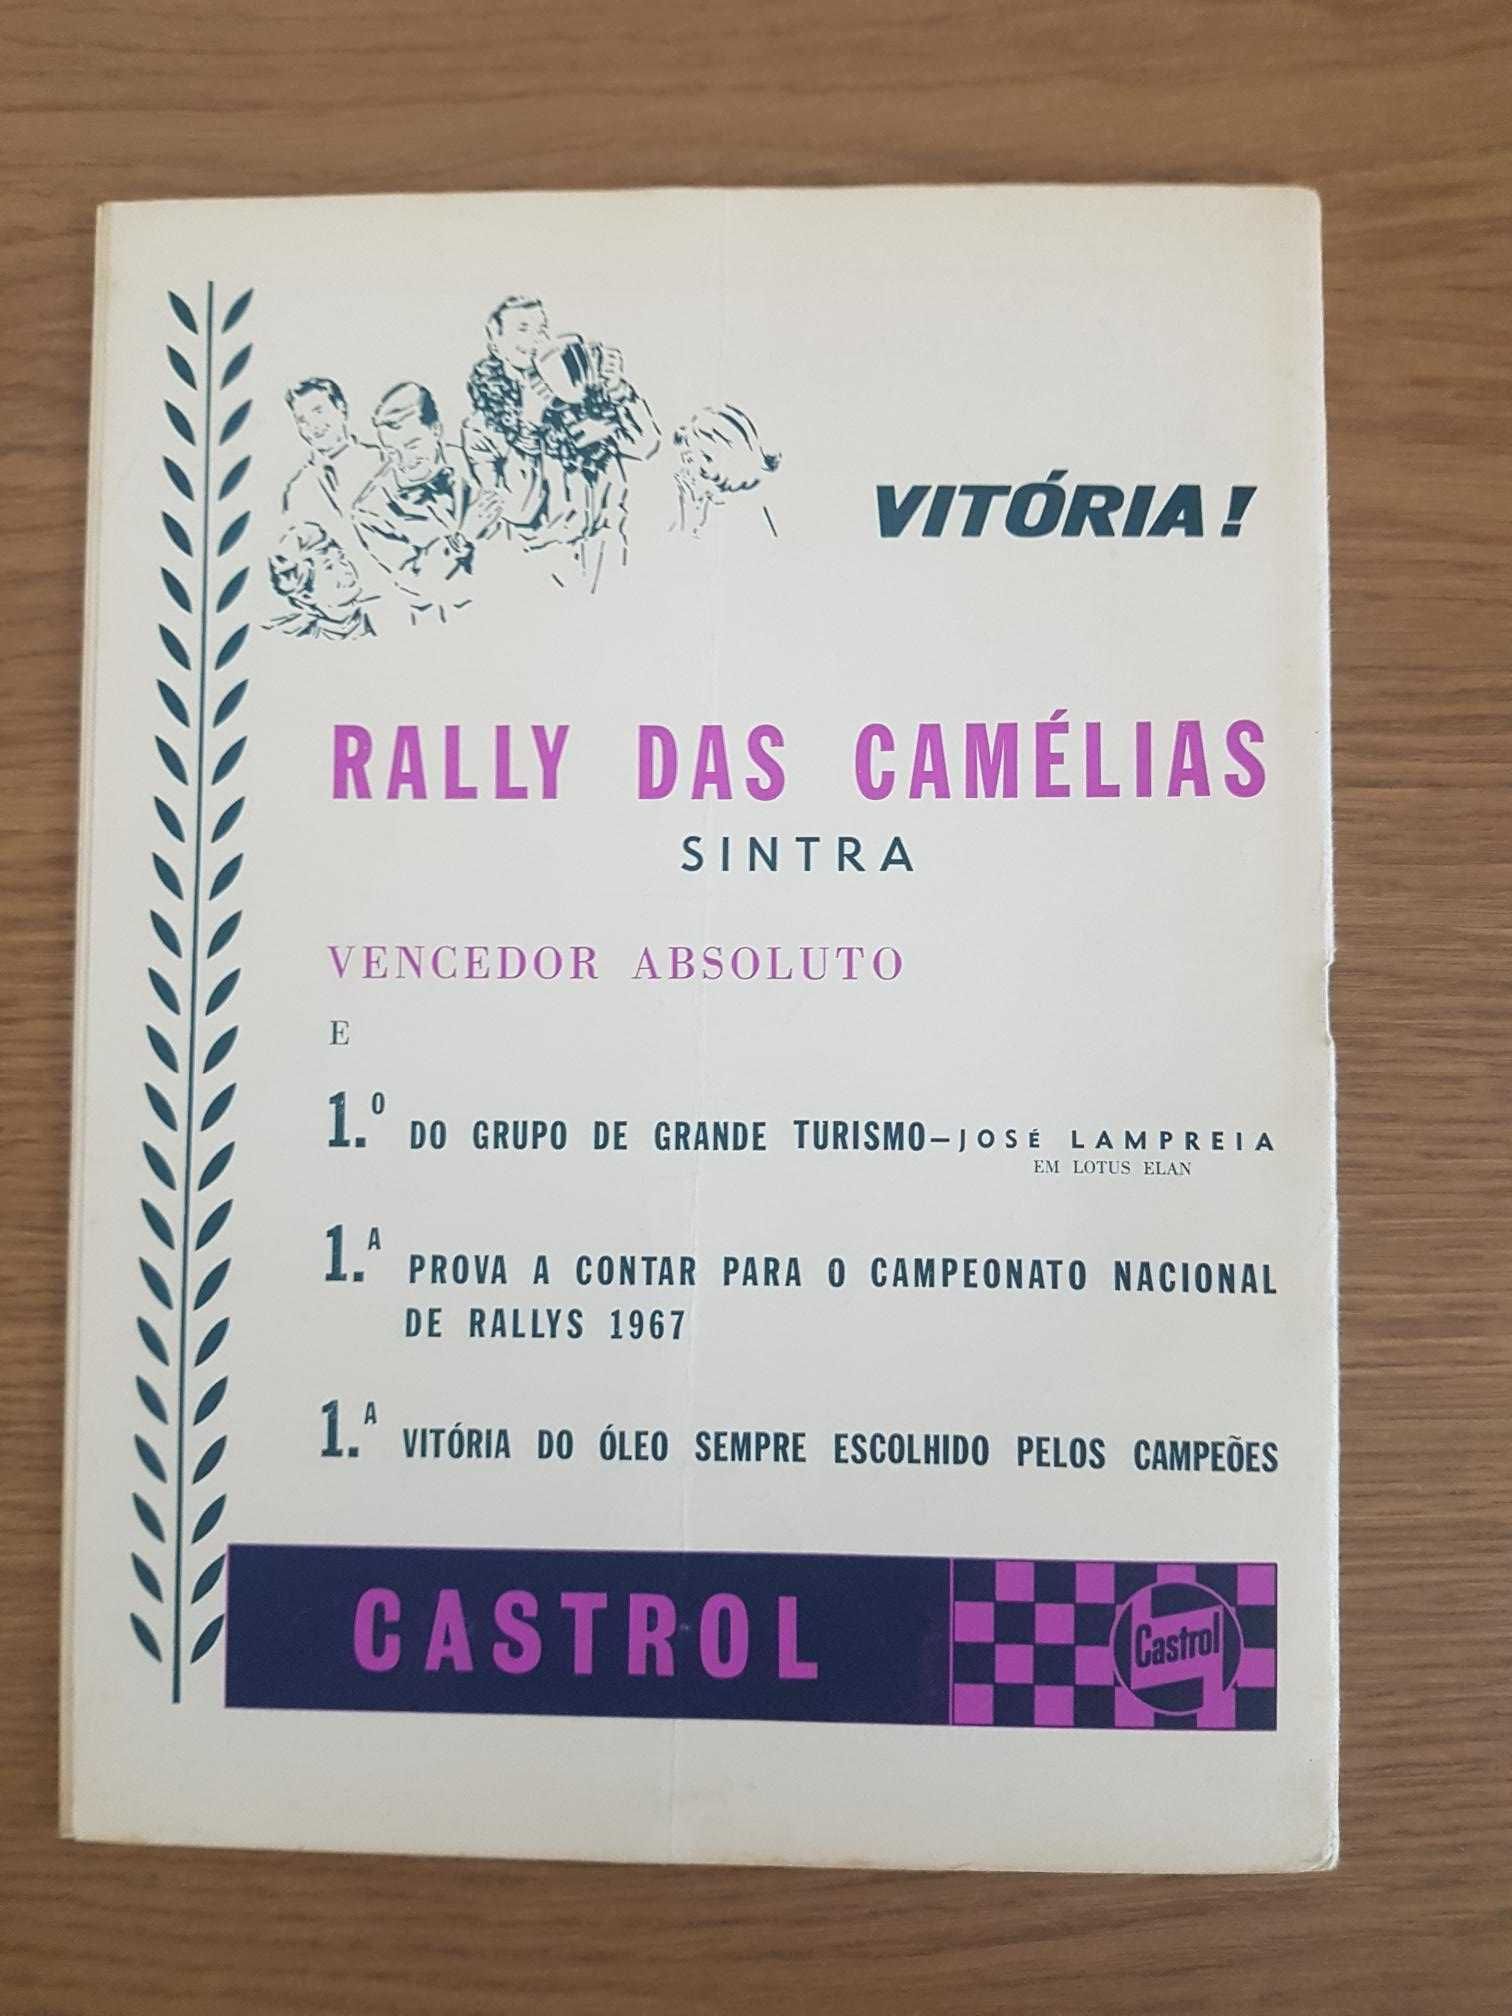 VITÓRIA!
RALLY DAS CAMÉLIAS
SINTRA
VENCEDOR ABSOLUTO
E
1.º DO GRUPO DE GRANDE TURISMO — JOSÉ LAMPREIA
EM LOTUS ELAN
1.ª PROVA A CONTAR PARA O CAMPEONATO NACIONAL
DE RALLYS 1967
1.ª VITÓRIA DO ÓLEO SEMPRE ESCOLHIDO PELOS CAMPEÕES
CASTROL
Castrol